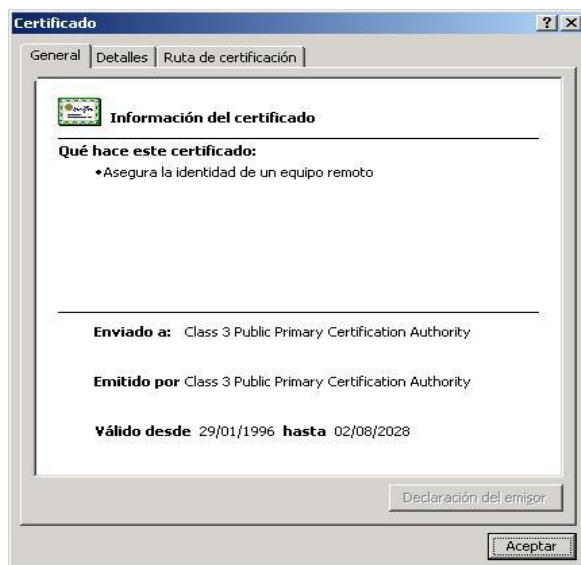 Certificado
General Detalles Ruta de certificación
Información del certificado
Qué hace este certificado:
•Asegura la identidad de un equipo remoto
Enviado a: Class 3 Public Primary Certification Authority
Emitido por Class 3 Public Primary Certification Authority
Válido desde 29/01/1996 hasta 02/08/2028
Declaración del emisor
Aceptar